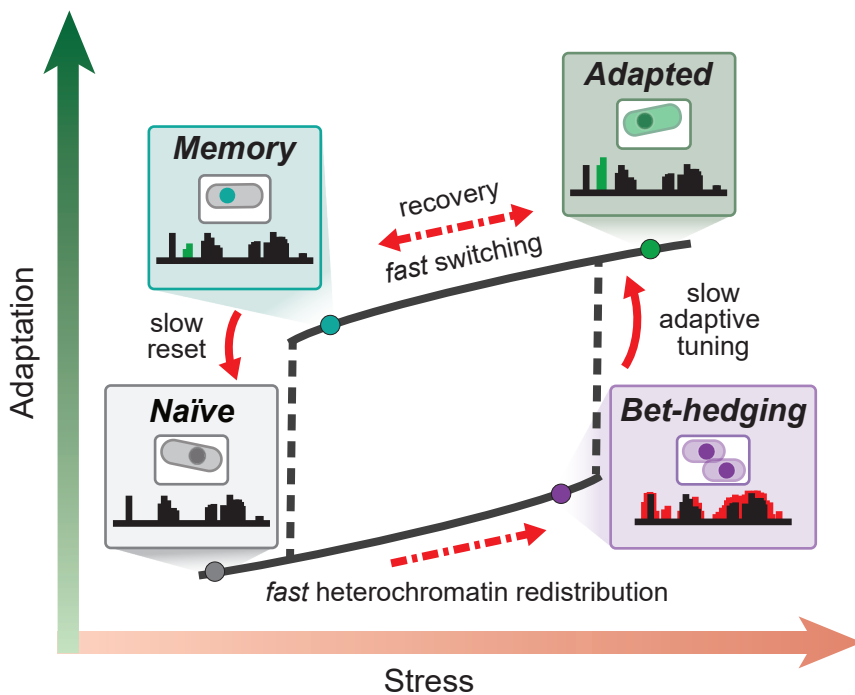 Adapted
Memory
recovery
fast switching
slow
reset
slow
adaptive
tuning
Naïve
Bet-hedging
fast heterochromatin redistribution
Adaptation
Stress